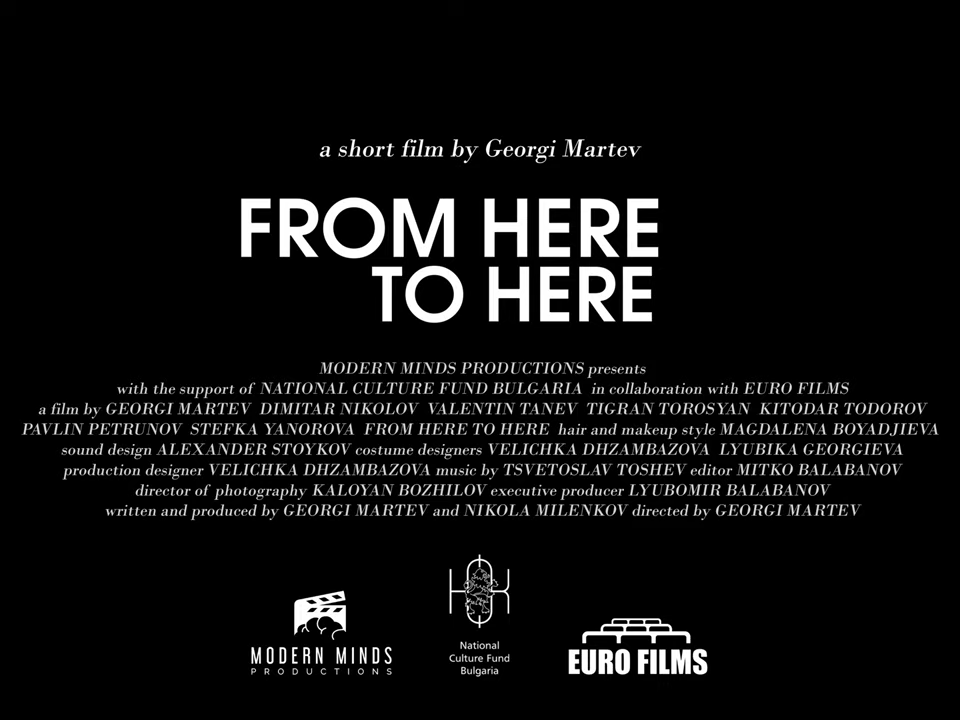 a short film by Georgi Martev
FROM HERE
TO HERE
MODERN MINDS PRODUCTIONS presents
with the support of NATIONAL CULTURE FUND BULGARIA in collaboration with EURO FILMS
a film by GEORGI MARTEV DIMITAR NIKOLOV VALENTIN TANEV TIGRAN TOROSYAN KITODAR TODOROV
PAVLIN PETRUNOV STEFKA YANOROVA FROM HERE TO HERE hair and makeup style MAGDALENA BOYADJIEVA
sound design ALEXANDER STOYKOV costume designers VELICHKA DHZAMBAZOVA LYUBIKA GEORGIEVA
production designer VELICHKA DHZAMBAZOVA music by TSVETOSLAV TOSHEV editor MITKO BALABANOV
director of photography KALOYAN BOZHILOV executive producer LYUBOMIR BALABANOV
written and produced by GEORGI MARTEV and NIKOLA MILENKOV directed by GEORGI MARTEV
MODERN MINDS
PRODUCTIONS
НФК
National
Culture Fund
Bulgaria
EURO FILMS